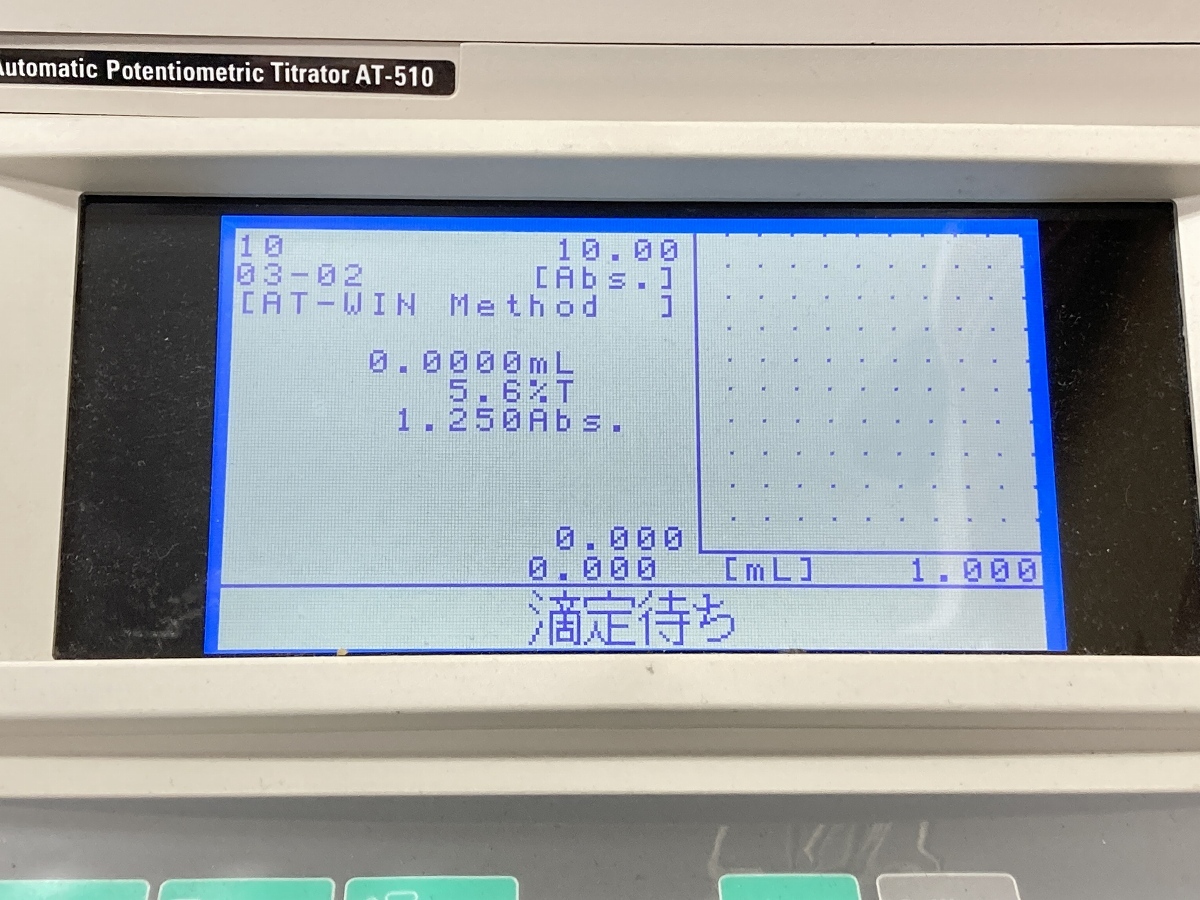 Automatic Potentiometric Titrator AT-510
10 10.00
03-02 [Abs.]
[AT-WIN Method ]
0.0000mL
5.6%T
1.250Abs.
0.000
0.000 [mL] 1.000
滴定待ち